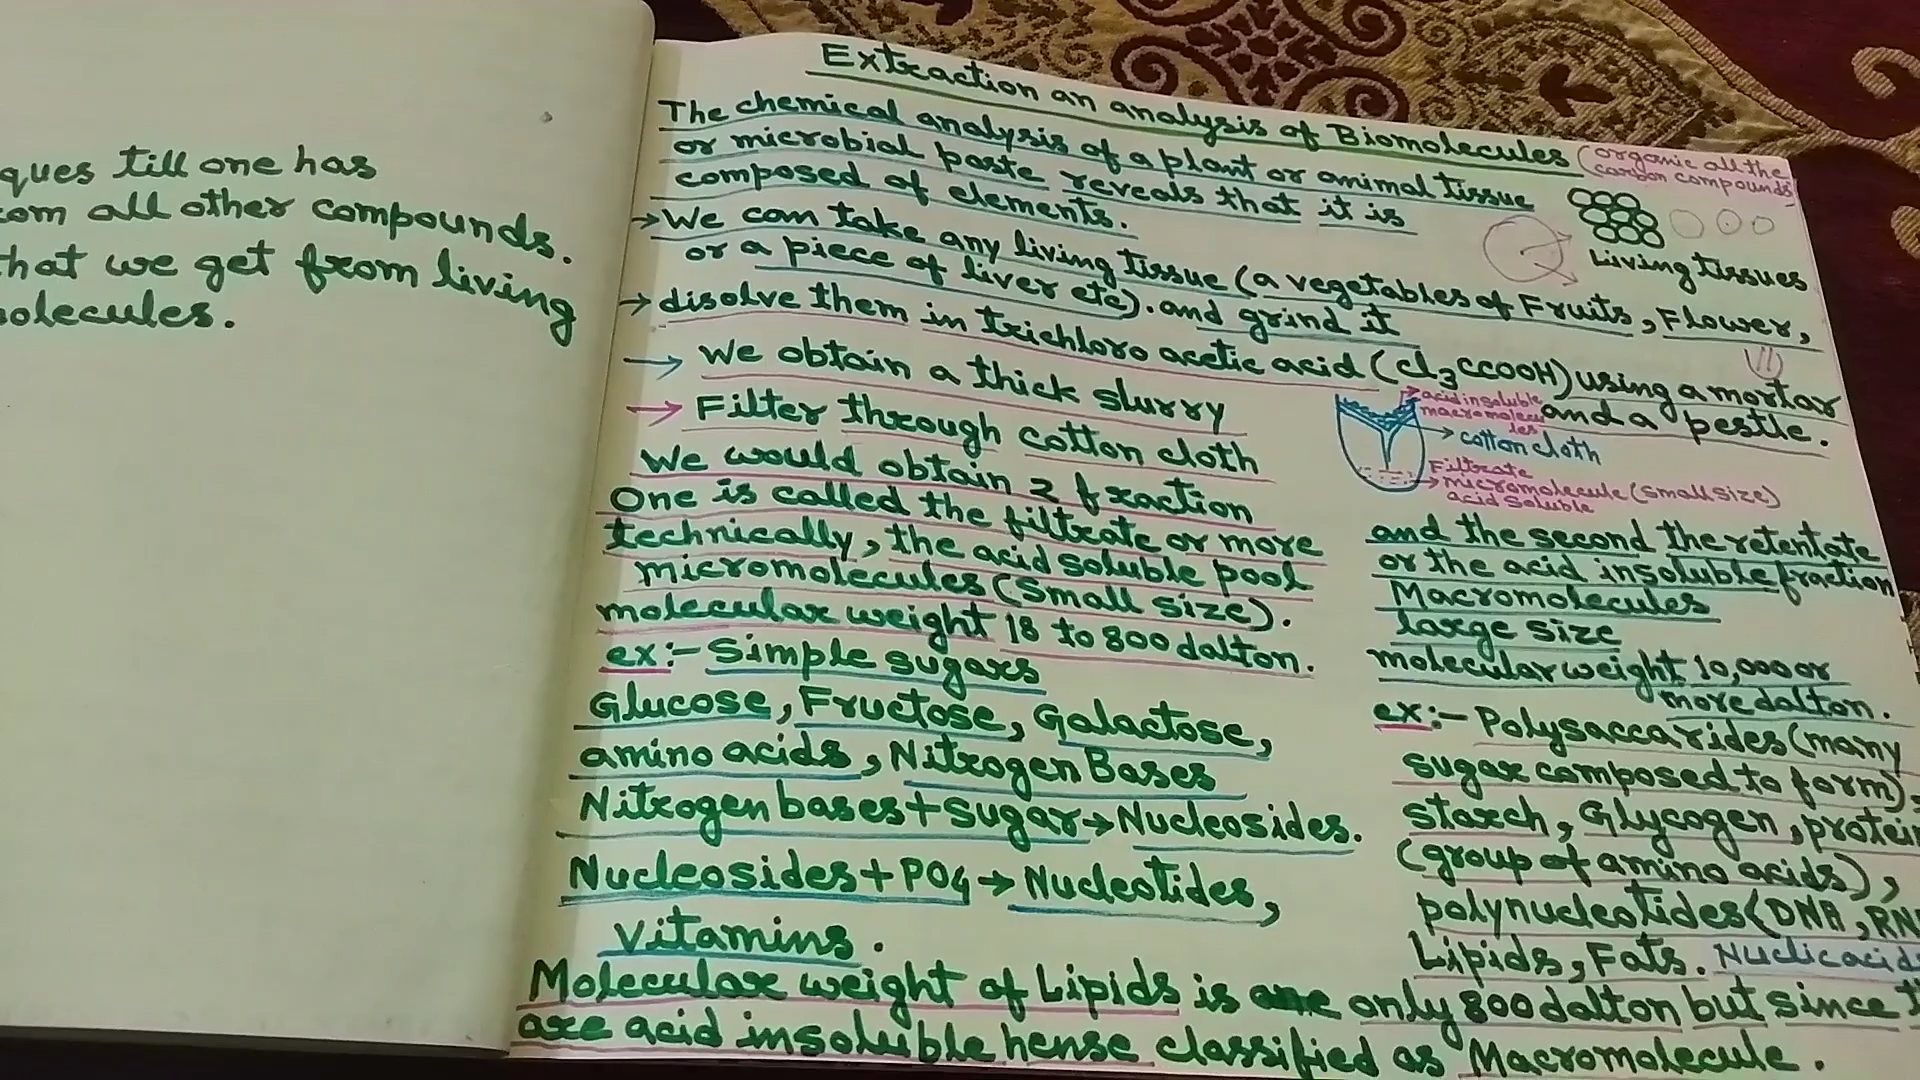 ques till one has
om all other compounds.
that we get from living
olecules.
Extraction an analysis of Biomolecules (organic all the
carbon compounds)
The chemical analysis of a plant or animal tissue
or microbial paste reveals that it is
composed of elements.
Living tissues
→ We can take any living tissue (a vegetables of Fruits, Flower,
or a piece of liver etc). and grind it
→ disolve them in trichloro acetic acid (cl3ccooH) using a mortar
and a pestle.
→ We obtain a thick slurry
→ Filter through cotton cloth
acid insoluble
macromolecu
les
→ cotton cloth
Filtrate
→ micromolecule (small size)
acid soluble
We would obtain 2 fraction
One is called the filtrate or more
technically, the acid soluble pool
micromolecules (Small size).
molecular weight 18 to 800 dalton.
ex:- Simple sugars
Glucose, Fructose, Galactose,
amino acids, Nitrogen Bases
Nitrogen bases + sugar → Nucleosides.
Nucleosides + PO4 → Nucleotides,
Vitamins.
and the second the retentate
or the acid insoluble fraction
Macromolecules
large size
molecular weight 10,000 or
more dalton.
ex:- Polysaccarides (many
sugar composed to form),
starch, Glycogen, protein
(group of amino acids),
polynucleotides (DNA, RN
Lipids, Fats. Nuclic acid
Molecular weight of Lipids is only 800 dalton but since t
are acid insoluble hense classified as Macromolecule.